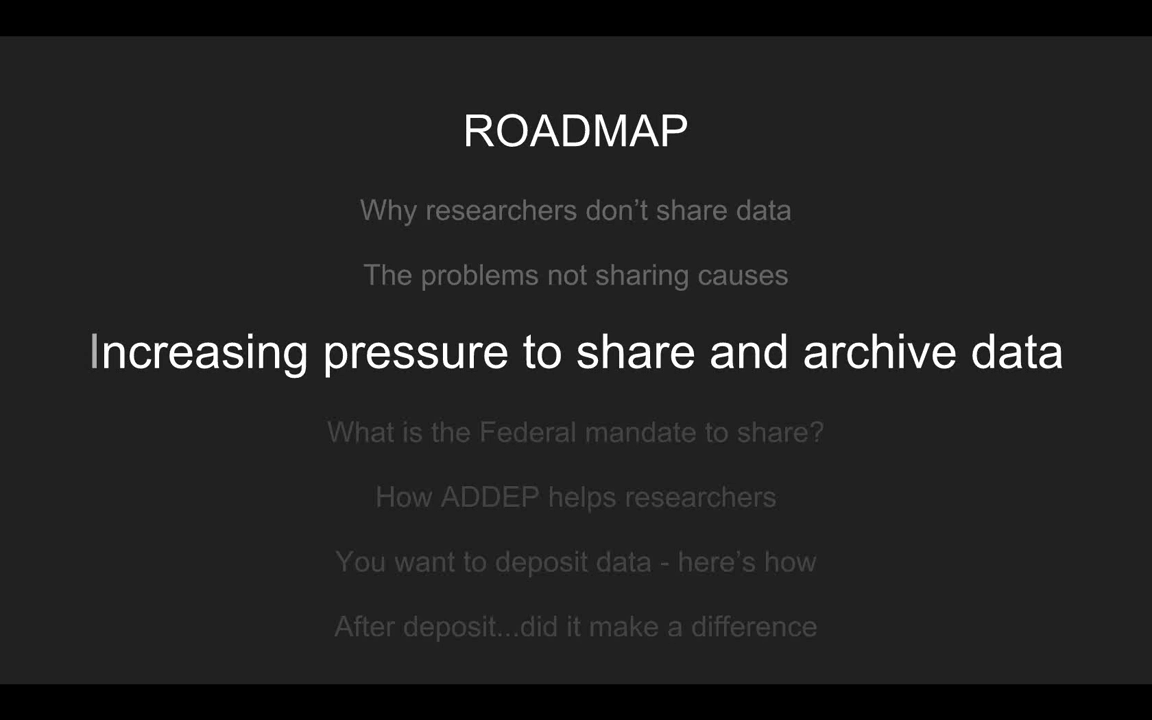 ROADMAP
Why researchers don’t share data
The problems not sharing causes
Increasing pressure to share and archive data
What is the Federal mandate to share?
How ADDEP helps researchers
You want to deposit data - here’s how
After deposit...did it make a difference